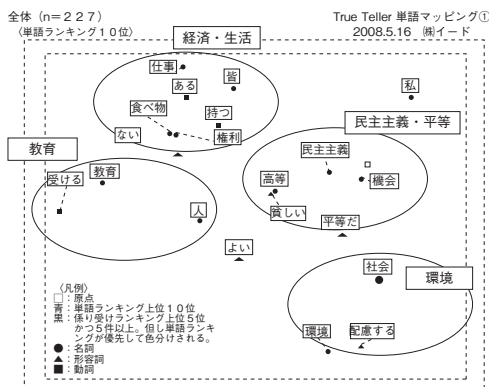 全体（n=２２７）
〈単語ランキング１０位〉
True Teller 単語マッピング①
2008.5.16　㈱イード
経済・生活
仕事
ある
皆
私
食べ物
持つ
ない
権利
民主主義・平等
教育
民主主義
受ける
教育
高等
機会
人
貧しい
平等だ
よい
社会
環境
〈凡例〉
□：原点
青：単語ランキング上位１０位
黒：係り受けランキング上位５位
かつ５件以上。但し単語ランキ
ングが優先して色分けされる。
●：名詞
▲：形容詞
■：動詞
環境
配慮する